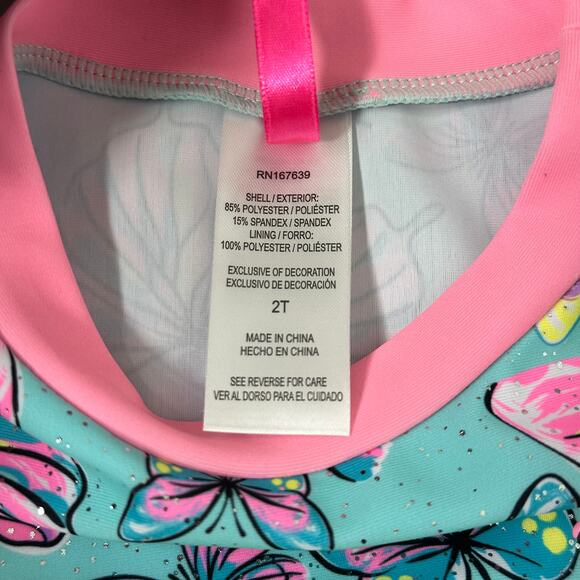 RN167639
SHELL / EXTERIOR:
85% POLYESTER / POLIÉSTER
15% SPANDEX / SPANDEX
LINING / FORRO:
100% POLYESTER / POLIÉSTER
EXCLUSIVE OF DECORATION
EXCLUSIVO DE DECORACIÓN
2T
MADE IN CHINA
HECHO EN CHINA
SEE REVERSE FOR CARE
VER AL DORSO PARA EL CUIDADO